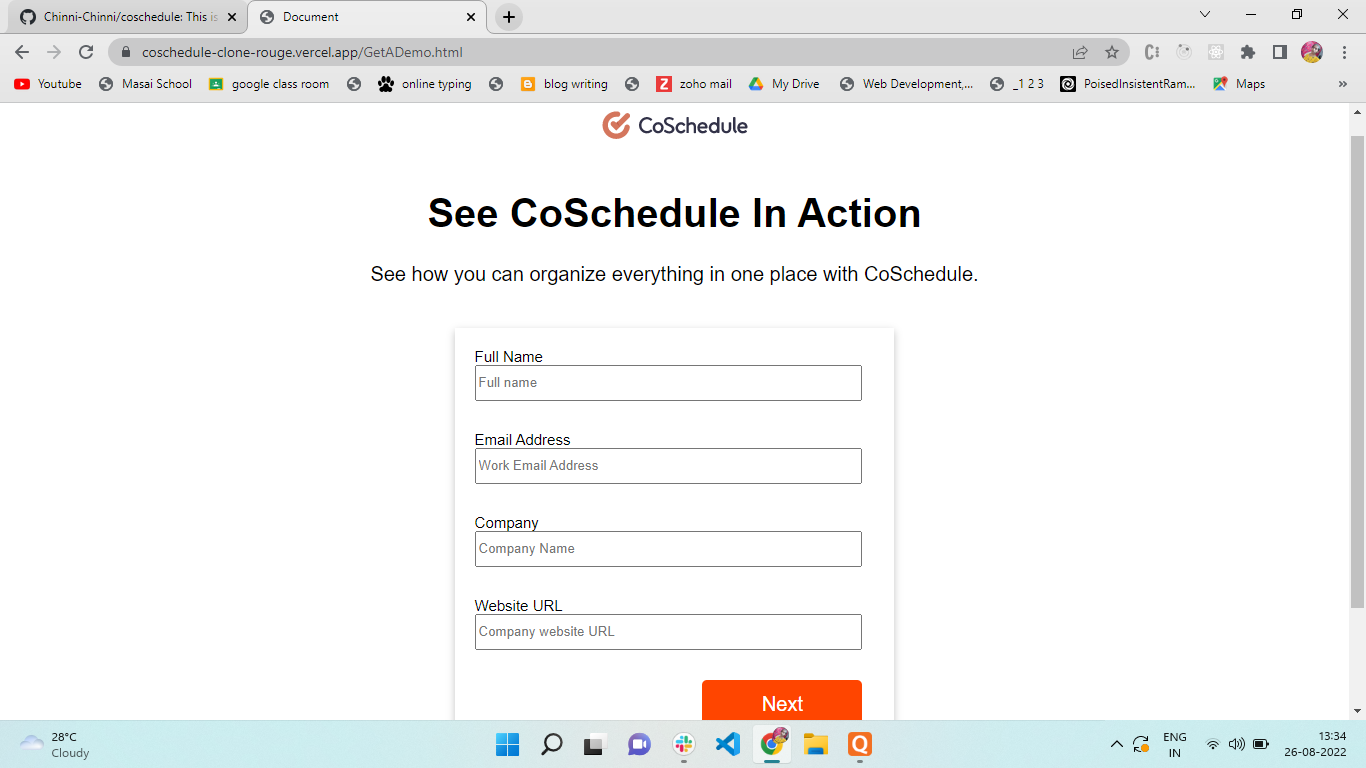 Chinni-Chinni/coschedule: This is
Document
coschedule-clone-rouge.vercel.app/GetADemo.html
Youtube
Masai School
google class room
online typing
blog writing
zoho mail
My Drive
Web Development,...
_1 2 3
PoisedInsistentRam...
Maps
»
CoSchedule
See CoSchedule In Action
See how you can organize everything in one place with CoSchedule.
Full Name
Full name
Email Address
Work Email Address
Company
Company Name
Website URL
Company website URL
Next
28°C
Cloudy
ENG
IN
13:34
26-08-2022